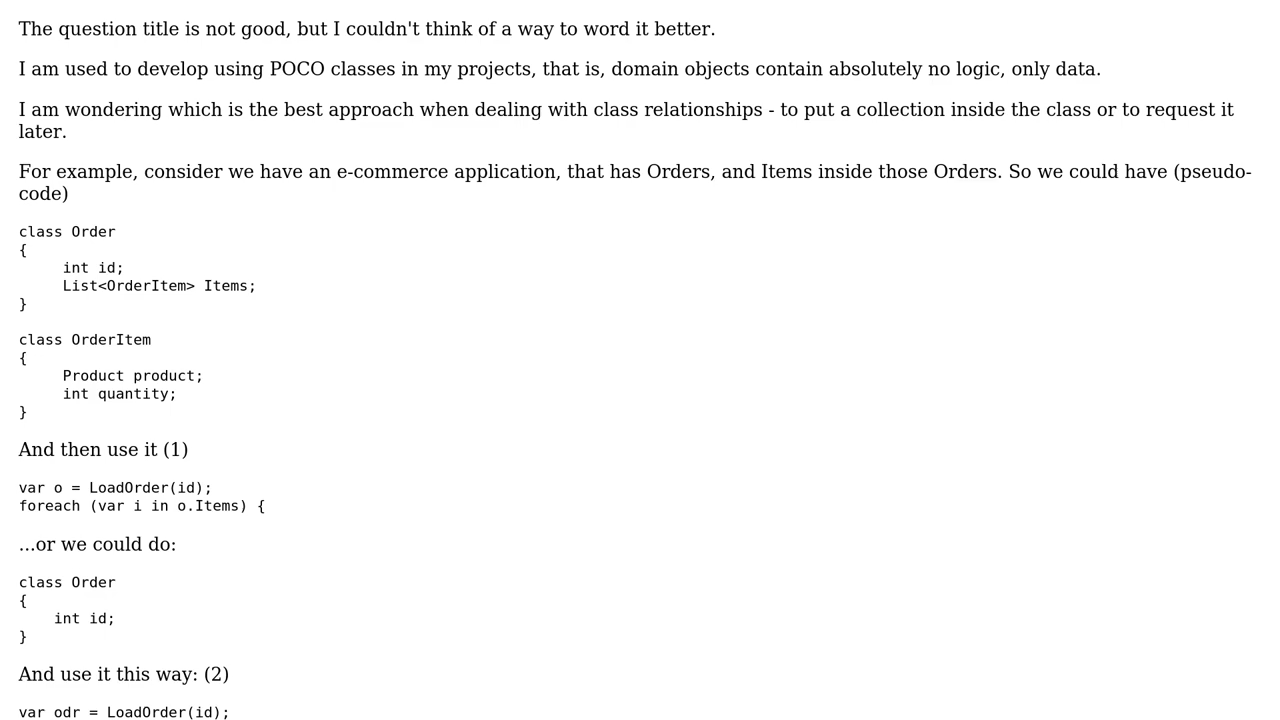 The question title is not good, but I couldn't think of a way to word it better.
I am used to develop using POCO classes in my projects, that is, domain objects contain absolutely no logic, only data.
I am wondering which is the best approach when dealing with class relationships - to put a collection inside the class or to request it
later.
For example, consider we have an e-commerce application, that has Orders, and Items inside those Orders. So we could have (pseudo-
code)
class Order
{
     int id;
     List<OrderItem> Items;
}
class OrderItem
{
     Product product;
     int quantity;
}
And then use it (1)
var o = LoadOrder(id);
foreach (var i in o.Items) {
...or we could do:
class Order
{
    int id;
}
And use it this way: (2)
var odr = LoadOrder(id);